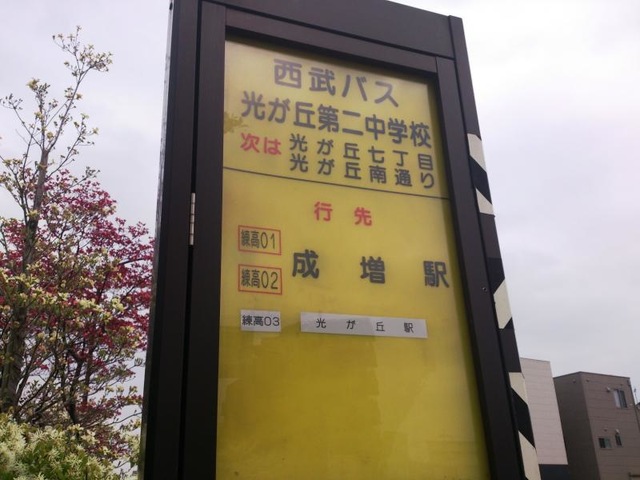 西武バス
光が丘第二中学校
次は 光が丘七丁目
光が丘南通り
行先
練高01
成増駅
練高02
練高03 光が丘駅